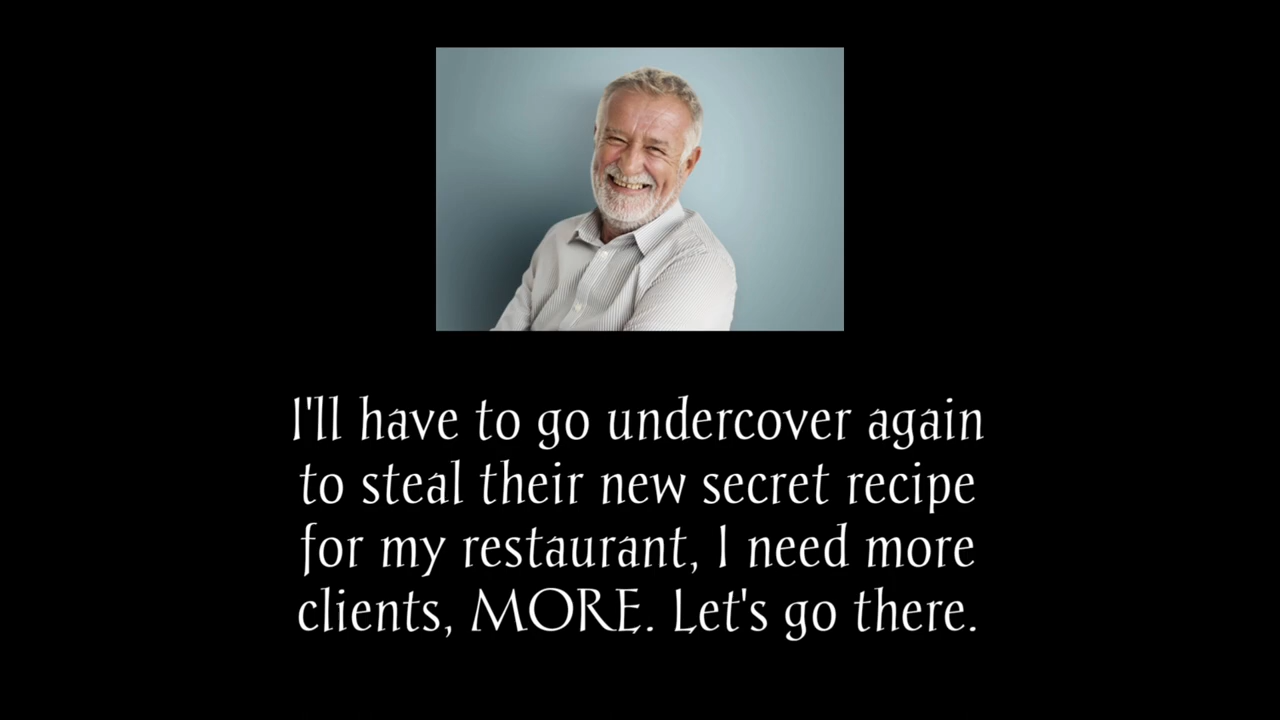 I'll have to go undercover again
to steal their new secret recipe
for my restaurant, I need more
clients, MORE. Let's go there.